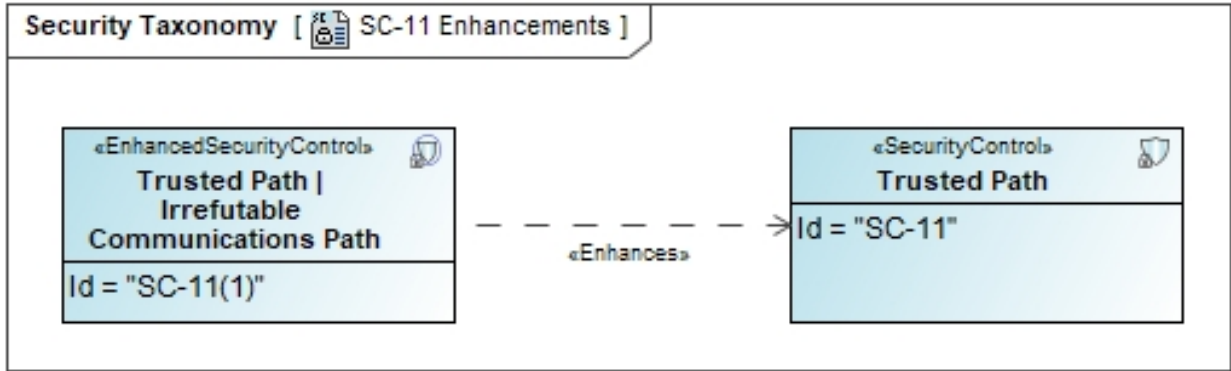 Security Taxonomy [ SC-11 Enhancements ]
«EnhancedSecurityControl»
Trusted Path |
Irrefutable
Communications Path
Id = "SC-11(1)"
«Enhances»
«SecurityControl»
Trusted Path
Id = "SC-11"